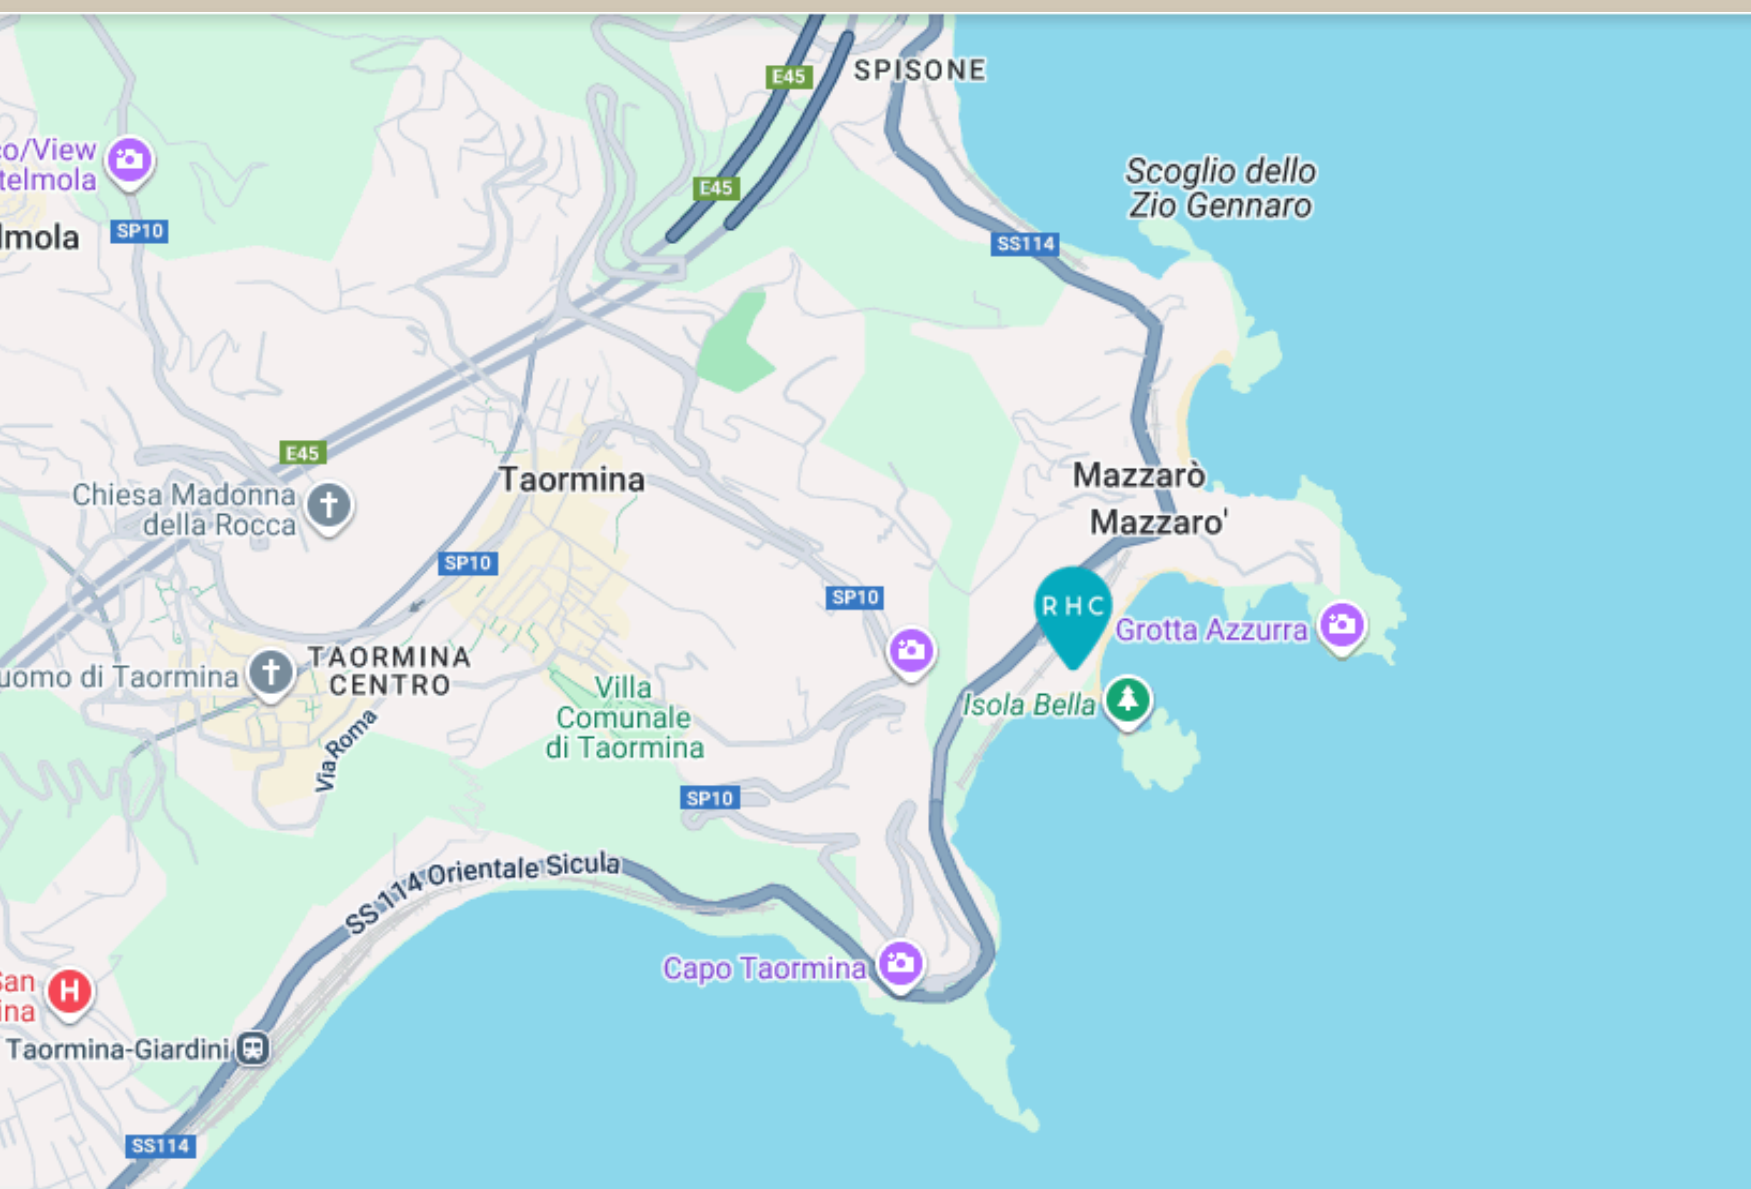 SPISONE
E45
co/View
telmola
Scoglio dello
Zio Gennaro
E45
SP10
lmola
SS114
E45
Taormina
Mazzarò
Chiesa Madonna
della Rocca
Mazzaro'
SP10
SP10
RHC
Grotta Azzurra
TAORMINA
CENTRO
uomo di Taormina
Villa
Comunale
di Taormina
Isola Bella
Via Roma
SP10
SS 114 Orientale Sicula
Capo Taormina
San
ina
H
Taormina-Giardini
SS114